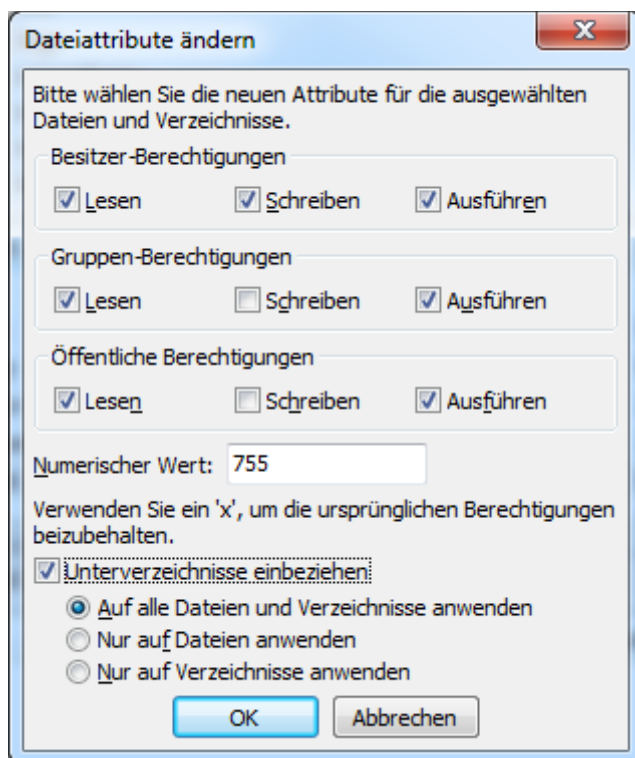 Dateiattribute ändern
Bitte wählen Sie die neuen Attribute für die ausgewählten
Dateien und Verzeichnisse.
Besitzer-Berechtigungen
Lesen Schreiben Ausführen
Gruppen-Berechtigungen
Lesen Schreiben Ausführen
Öffentliche Berechtigungen
Lesen Schreiben Ausführen
Numerischer Wert: 755
Verwenden Sie ein 'x', um die ursprünglichen Berechtigungen
beizubehalten.
Unterverzeichnisse einbeziehen
Auf alle Dateien und Verzeichnisse anwenden
Nur auf Dateien anwenden
Nur auf Verzeichnisse anwenden
OK Abbrechen